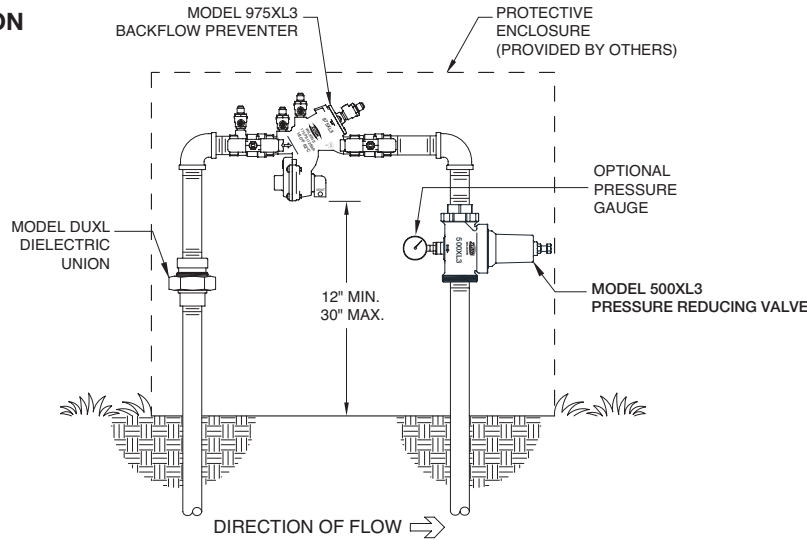 ON
MODEL 975XL3
BACKFLOW PREVENTER
PROTECTIVE
ENCLOSURE
(PROVIDED BY OTHERS)
OPTIONAL
PRESSURE
GAUGE
MODEL DUXL
DIELECTRIC
UNION
12" MIN.
30" MAX.
500XL3
MODEL 500XL3
PRESSURE REDUCING VALVE
DIRECTION OF FLOW